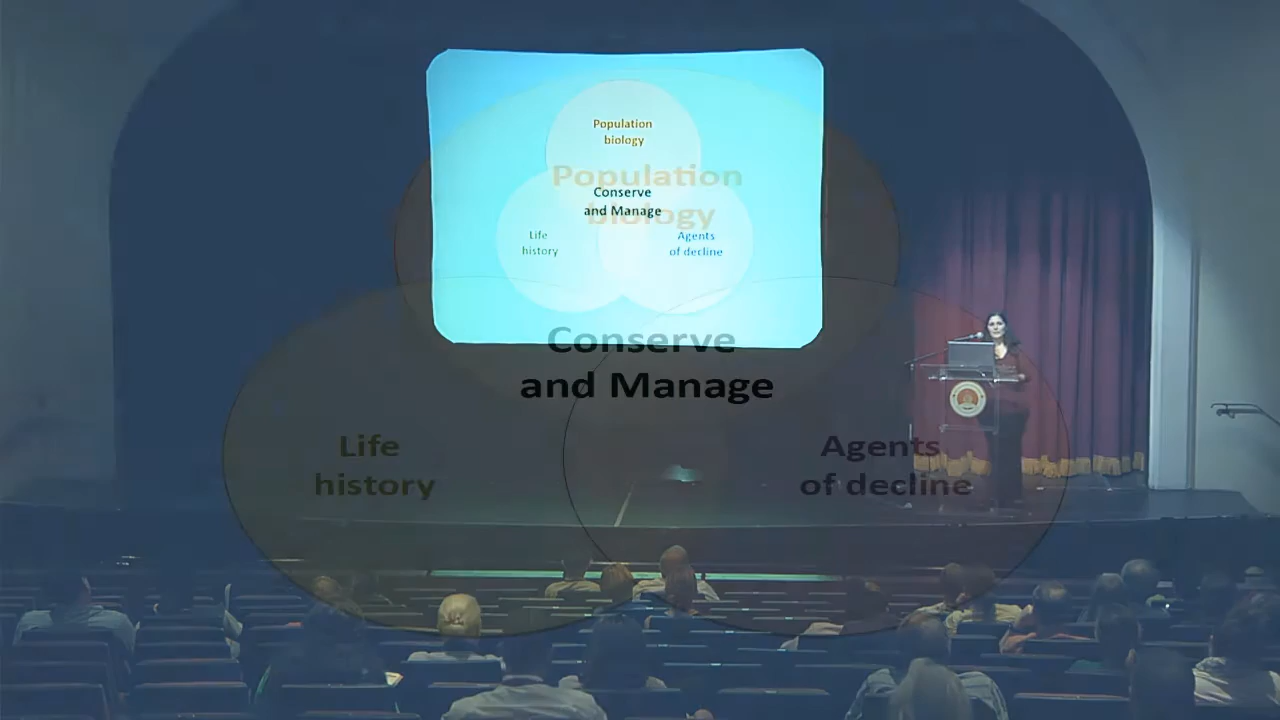 Population
biology
Conserve
and Manage
Life
history
Agents
of decline
Population
biology
Conserve
and Manage
Life
history
Agents
of decline